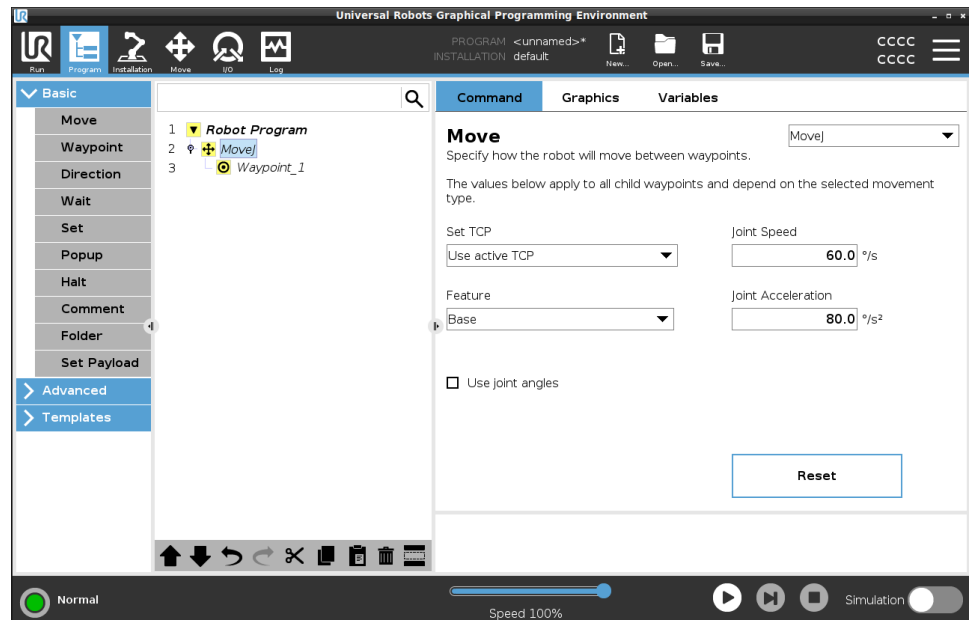 Universal Robots Graphical Programming Environment
UR
Run
Program
Installation
Move
I/O
Log
PROGRAM <unnamed>*
INSTALLATION default
New...
Open...
Save...
cccc
cccc
Basic
Move
Waypoint
Direction
Wait
Set
Popup
Halt
Comment
Folder
Set Payload
Advanced
Templates
1 Robot Program
2 MoveJ
3 Waypoint_1
Command Graphics Variables
Move
MoveJ
Specify how the robot will move between waypoints.
The values below apply to all child waypoints and depend on the selected movement
type.
Set TCP
Joint Speed
Use active TCP
60.0 °/s
Feature
Joint Acceleration
Base
80.0 °/s²
Use joint angles
Reset
Normal
Speed 100%
Simulation